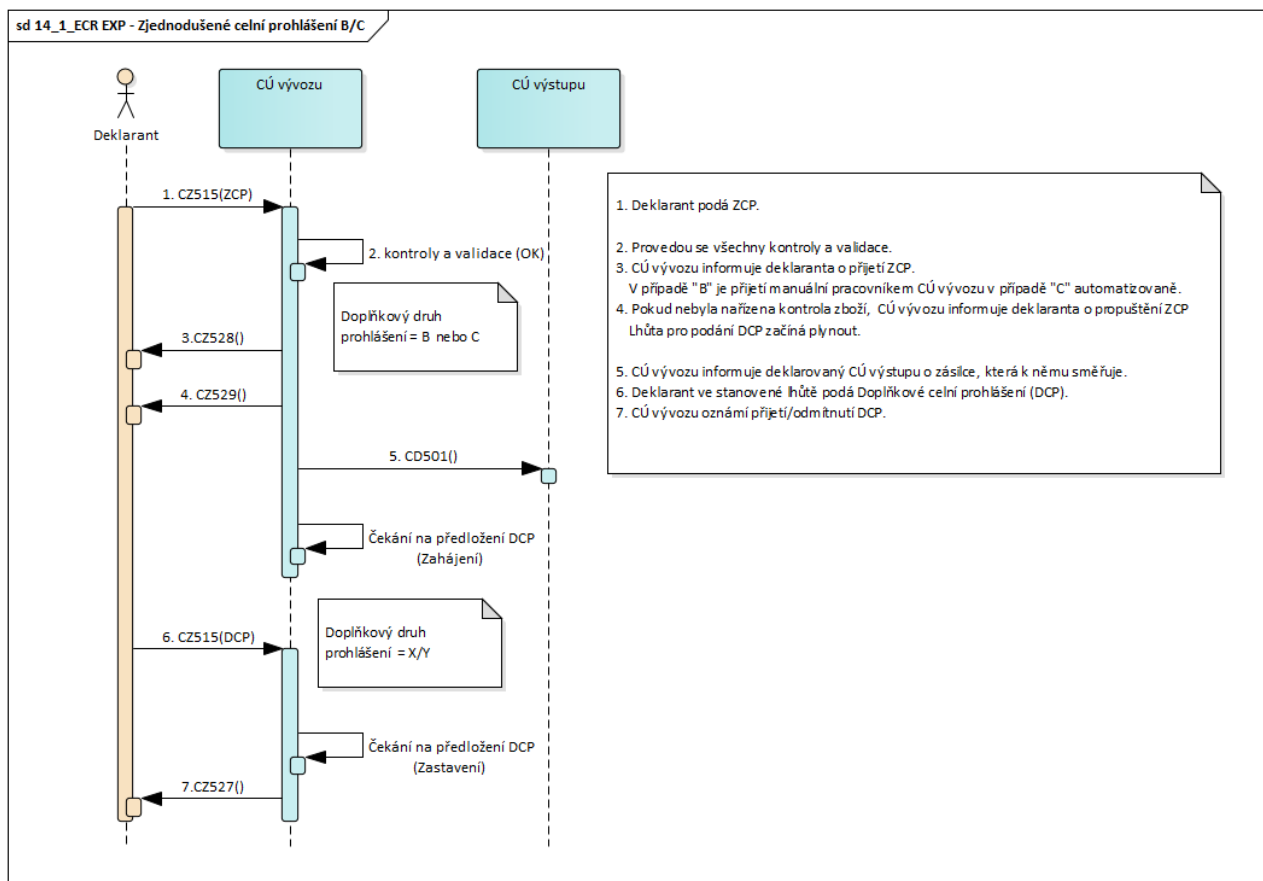 sd 14_1_ECR EXP - Zjednodušené celní prohlášení B/C
CÚ vývozu
CÚ výstupu
Deklarant
1. CZ515(ZCP)
2. kontroly a validace (OK)
Doplňkový druh
prohlášení = B nebo C
3.CZ528()
4. CZ529()
5. CD501()
Čekání na předložení DCP
(Zahájení)
6. CZ515(DCP)
Doplňkový druh
prohlášení = X/Y
Čekání na předložení DCP
(Zastavení)
7.CZ527()
1. Deklarant podá ZCP.
2. Provedou se všechny kontroly a validace.
3. CÚ vývozu informuje deklaranta o přijetí ZCP.
V případě "B" je přijetí manuální pracovníkem CÚ vývozu v případě "C" automatizovaně.
4. Pokud nebyla nařízena kontrola zboží, CÚ vývozu informuje deklaranta o propuštění ZCP
Lhůta pro podání DCP začíná plynout.
5. CÚ vývozu informuje deklarovaný CÚ výstupu o zásilce, která k němu směřuje.
6. Deklarant ve stanovené lhůtě podá Doplňkové celní prohlášení (DCP).
7. CÚ vývozu oznámí přijetí/odmítnutí DCP.